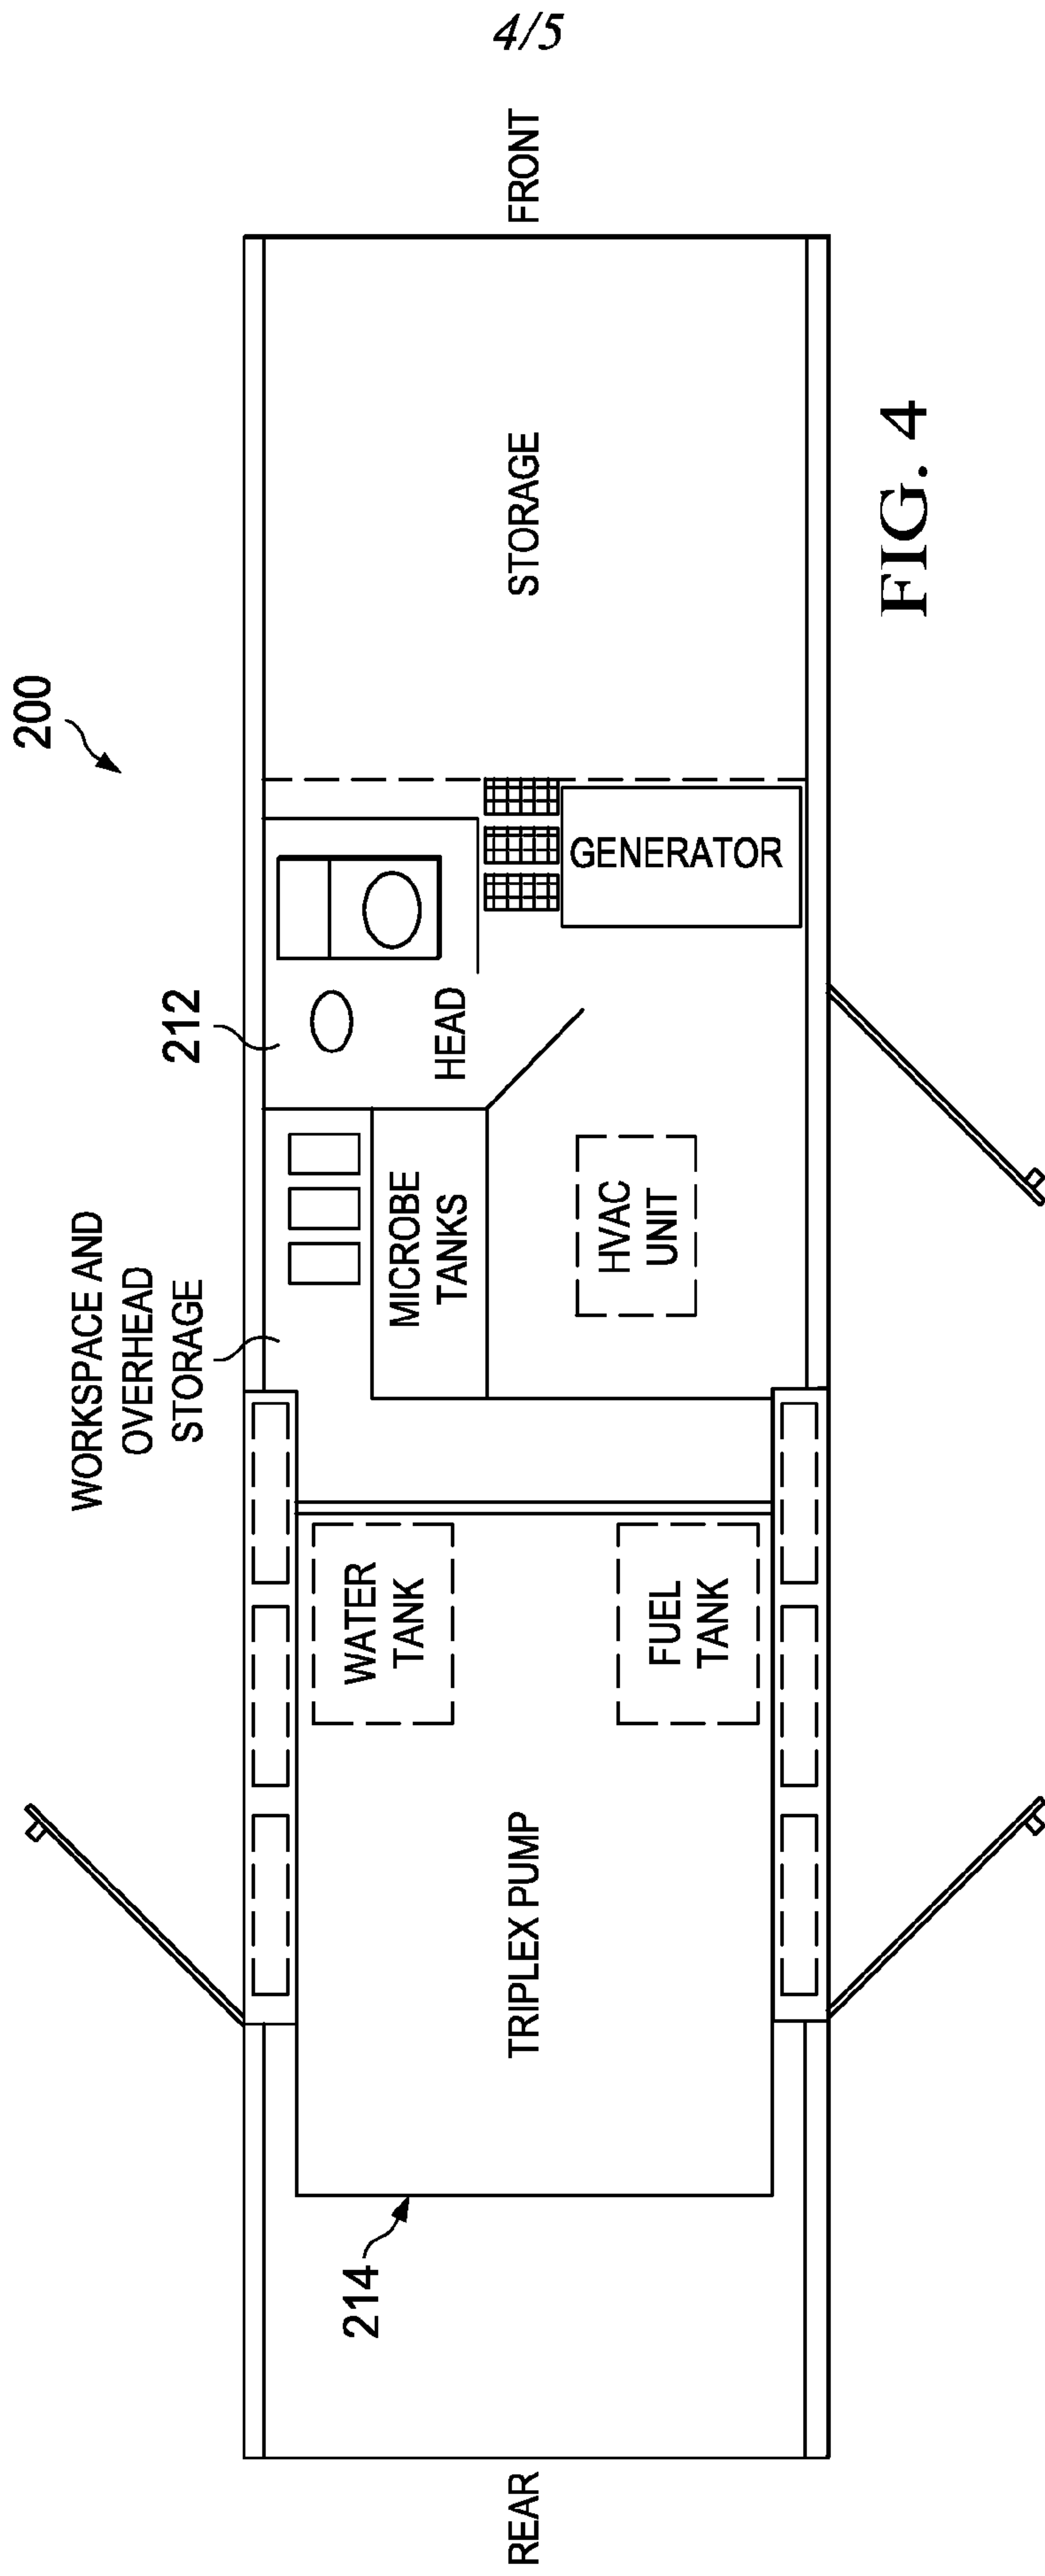 4/5
200
WORKSPACE AND
OVERHEAD
STORAGE
212
214
REAR
TRIPLEX PUMP
WATER
TANK
FUEL
TANK
MICROBE
TANKS
HEAD
HVAC
UNIT
GENERATOR
STORAGE
FRONT
FIG. 4